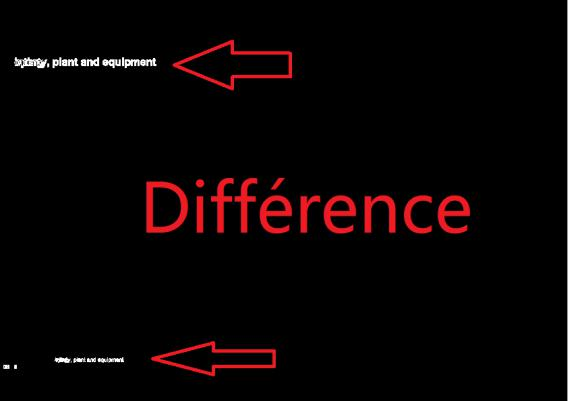 , plant and equipment
Différence
, plant and equipment